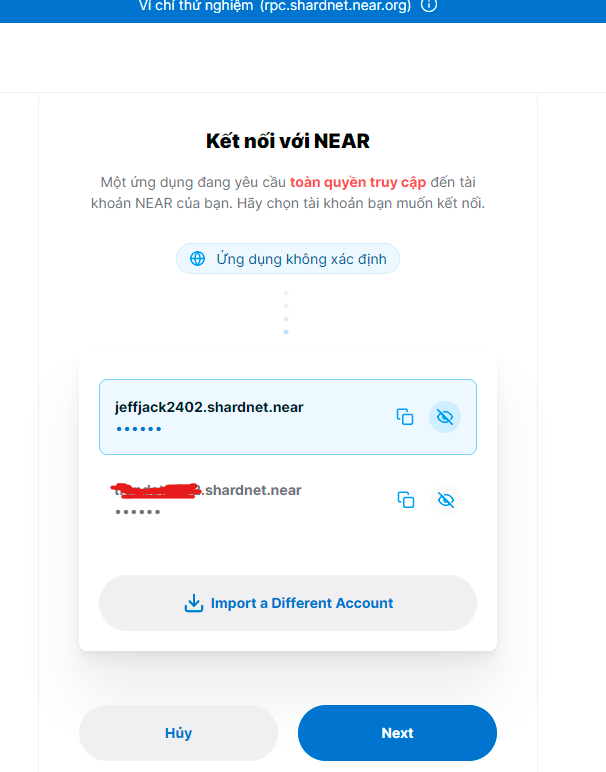 Ví chỉ thử nghiệm (rpc.shardnet.near.org)
Kết nối với NEAR
Một ứng dụng đang yêu cầu toàn quyền truy cập đến tài
khoản NEAR của bạn. Hãy chọn tài khoản bạn muốn kết nối.
Ứng dụng không xác định
jeffjack2402.shardnet.near
••••••
.shardnet.near
••••••
Import a Different Account
Hủy
Next